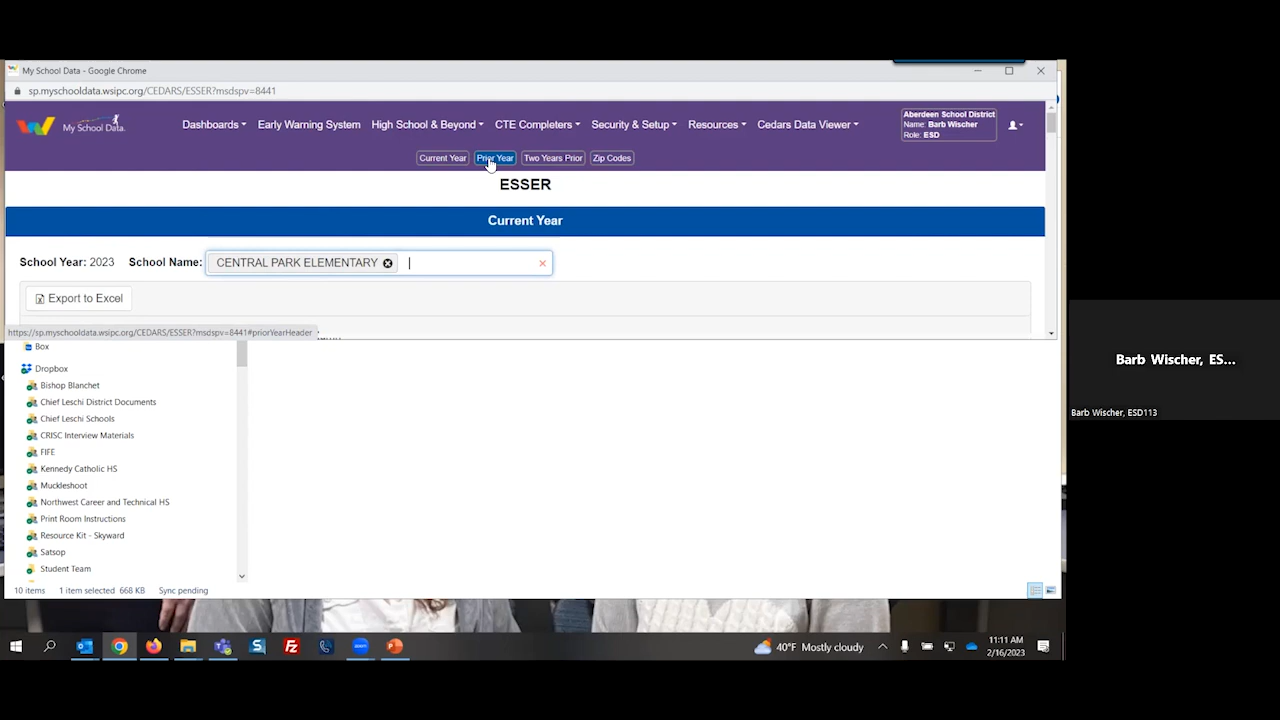 My School Data - Google Chrome
sp.myschooldata.wsipc.org/CEDARS/ESSER?msdspv=8441
My School Data.
Dashboards
Early Warning System
High School & Beyond
CTE Completers
Security & Setup
Resources
Cedars Data Viewer
Aberdeen School District
Name: Barb Wischer
Role: ESD
Current Year
Prior Year
Two Years Prior
Zip Codes
ESSER
Current Year
School Year: 2023 School Name: CENTRAL PARK ELEMENTARY
Export to Excel
https://sp.myschooldata.wsipc.org/CEDARS/ESSER?msdspv=8441#priorYearHeader
Box
Dropbox
Bishop Blanchet
Chief Leschi District Documents
Chief Leschi Schools
CRISC Interview Materials
FIFE
Kennedy Catholic HS
Muckleshoot
Northwest Career and Technical HS
Print Room Instructions
Resource Kit - Skyward
Satsop
Student Team
10 items 1 item selected 668 KB Sync pending
Barb Wischer, ES...
Barb Wischer, ESD113
40°F Mostly cloudy
11:11 AM
2/16/2023